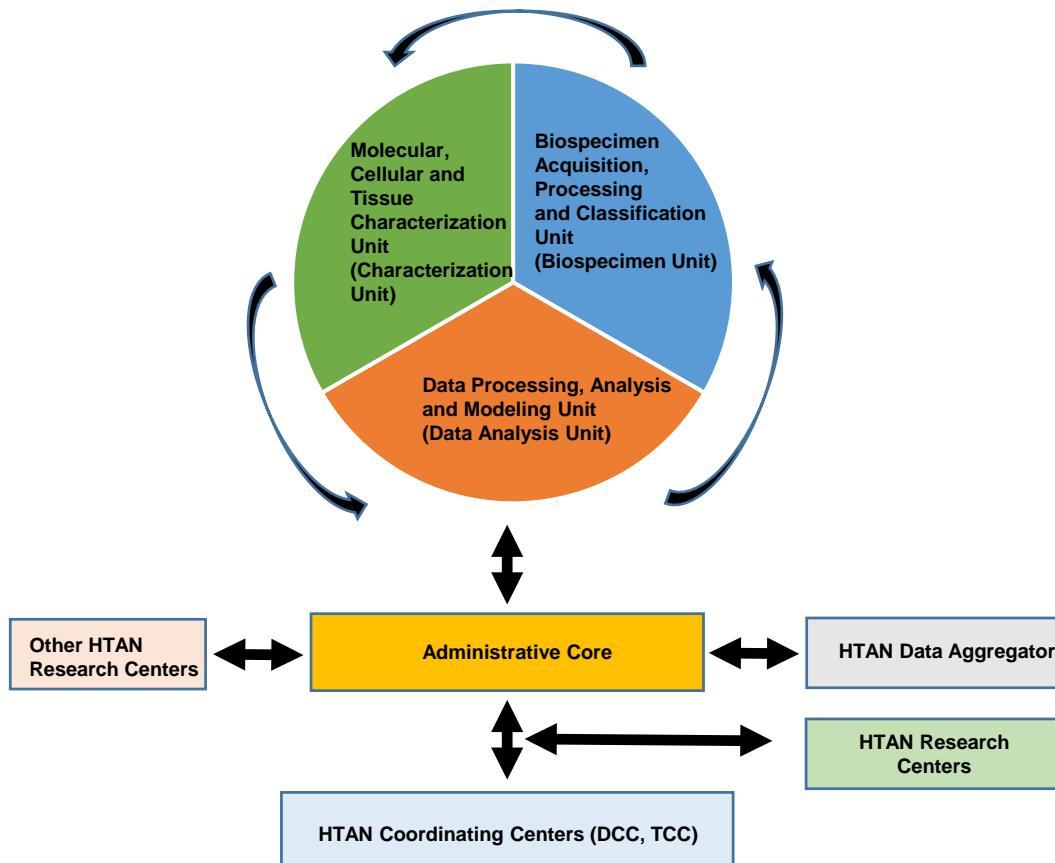 Molecular,
Cellular and
Tissue
Characterization
Unit
(Characterization
Unit)
Biospecimen
Acquisition,
Processing
and Classification
Unit
(Biospecimen Unit)
Data Processing, Analysis
and Modeling Unit
(Data Analysis Unit)
Other HTAN
Research Centers
Administrative Core
HTAN Data Aggregator
HTAN Research
Centers
HTAN Coordinating Centers (DCC, TCC)